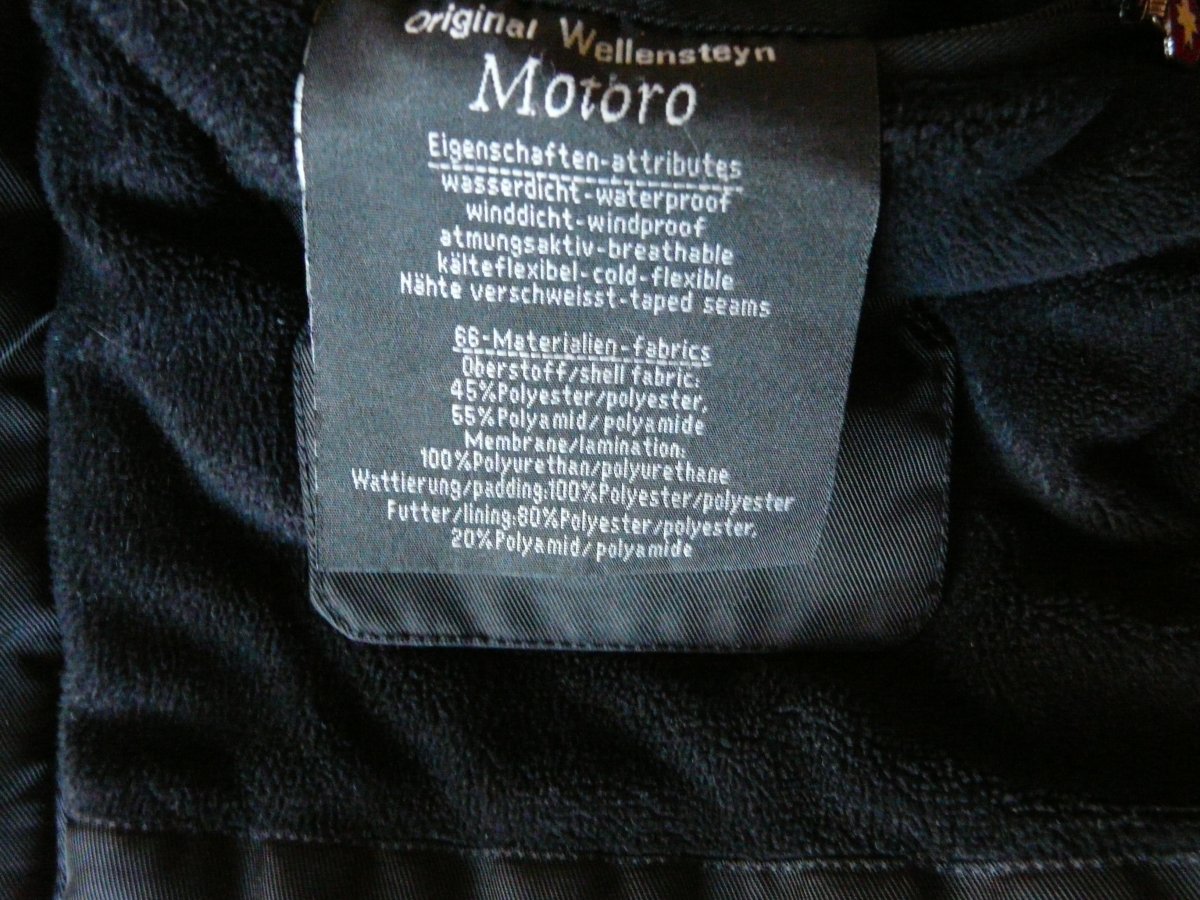 original Wellensteyn
Motoro
Eigenschaften-attributes
wasserdicht-waterproof
winddicht-windproof
atmungsaktiv-breathable
kälteflexibel-cold-flexible
Nähte verschweisst-taped seams
66-Materialien-fabrics
Oberstoff/shell fabric:
45%Polyester/polyester,
55%Polyamid/polyamide
Membrane/lamination:
100%Polyurethan/polyurethane
Wattierung/padding:100%Polyester/polyester
Futter/lining:80%Polyester/polyester,
20%Polyamid/polyamide